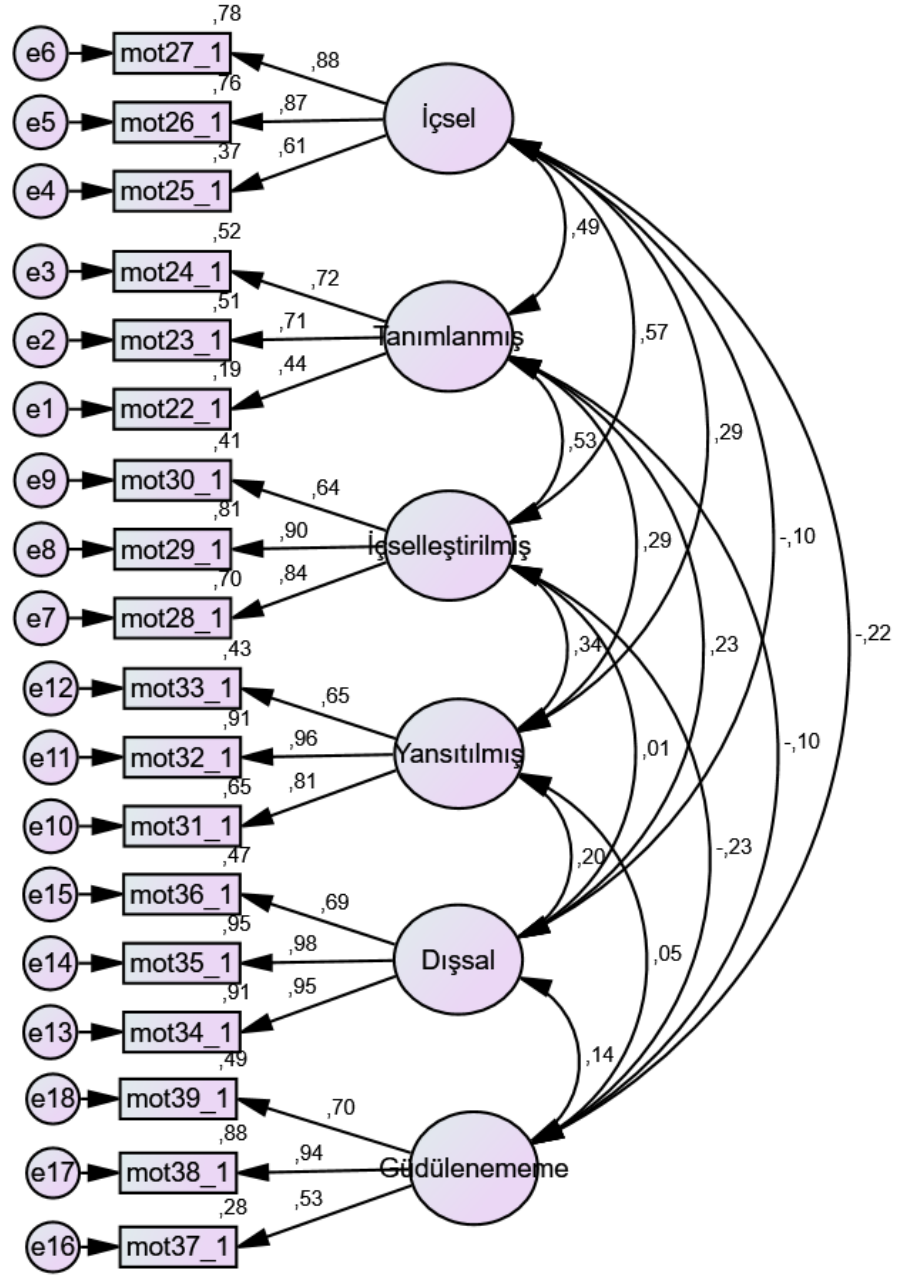 ,78
e6 mot27_1 ,88
,76
e5 mot26_1 ,87 İçsel
,37
e4 mot25_1 ,61
,52
,49
e3 mot24_1 ,72
,51
e2 mot23_1 ,71 Tanımlanmış ,57
,19
e1 mot22_1 ,44
,41
,53 ,29
e9 mot30_1 ,64
,81
e8 mot29_1 ,90 İçselleştirilmiş ,29 -,10
,70
e7 mot28_1 ,84
,43
,34 ,23 -,22
e12 mot33_1 ,65
,91
e11 mot32_1 ,96 Yansıtılmış ,01 -,10
,65
e10 mot31_1 ,81
,47
,20 -,23
e15 mot36_1 ,69
,95
e14 mot35_1 ,98 Dışsal ,05
,91
e13 mot34_1 ,95
,49
,14
e18 mot39_1 ,70
,88
e17 mot38_1 ,94 Güdülenememe
,28
e16 mot37_1 ,53